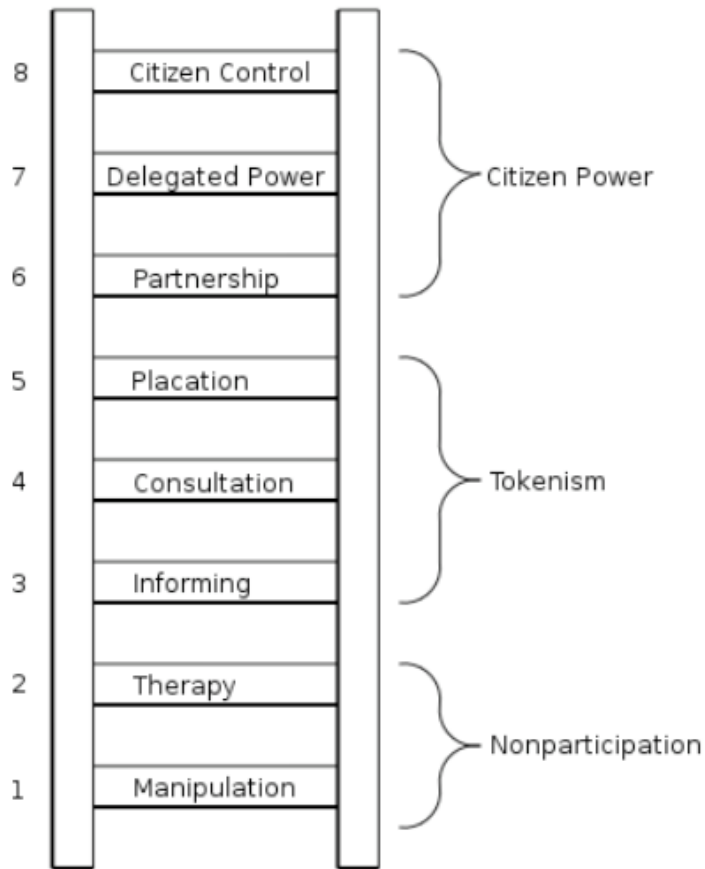 8 Citizen Control
7 Delegated Power Citizen Power
6 Partnership
5 Placation
4 Consultation Tokenism
3 Informing
2 Therapy
Nonparticipation
1 Manipulation